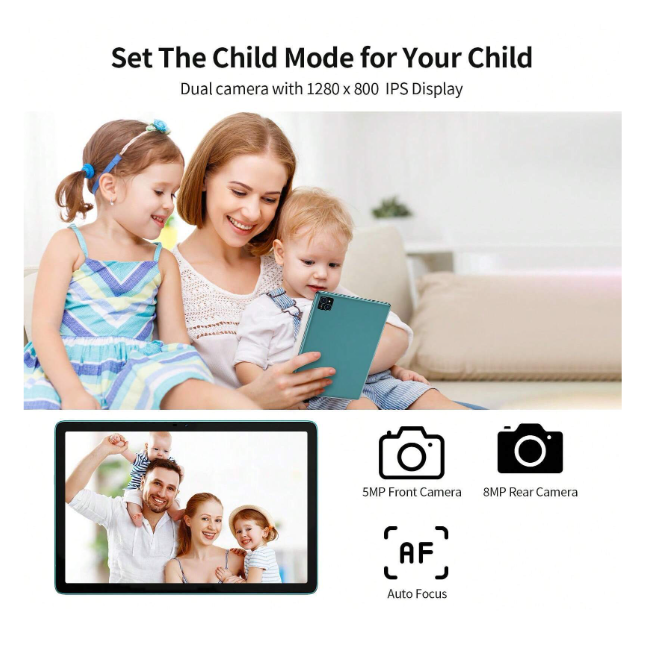 Set The Child Mode for Your Child
Dual camera with 1280 x 800 IPS Display
5MP Front Camera
8MP Rear Camera
AF
Auto Focus